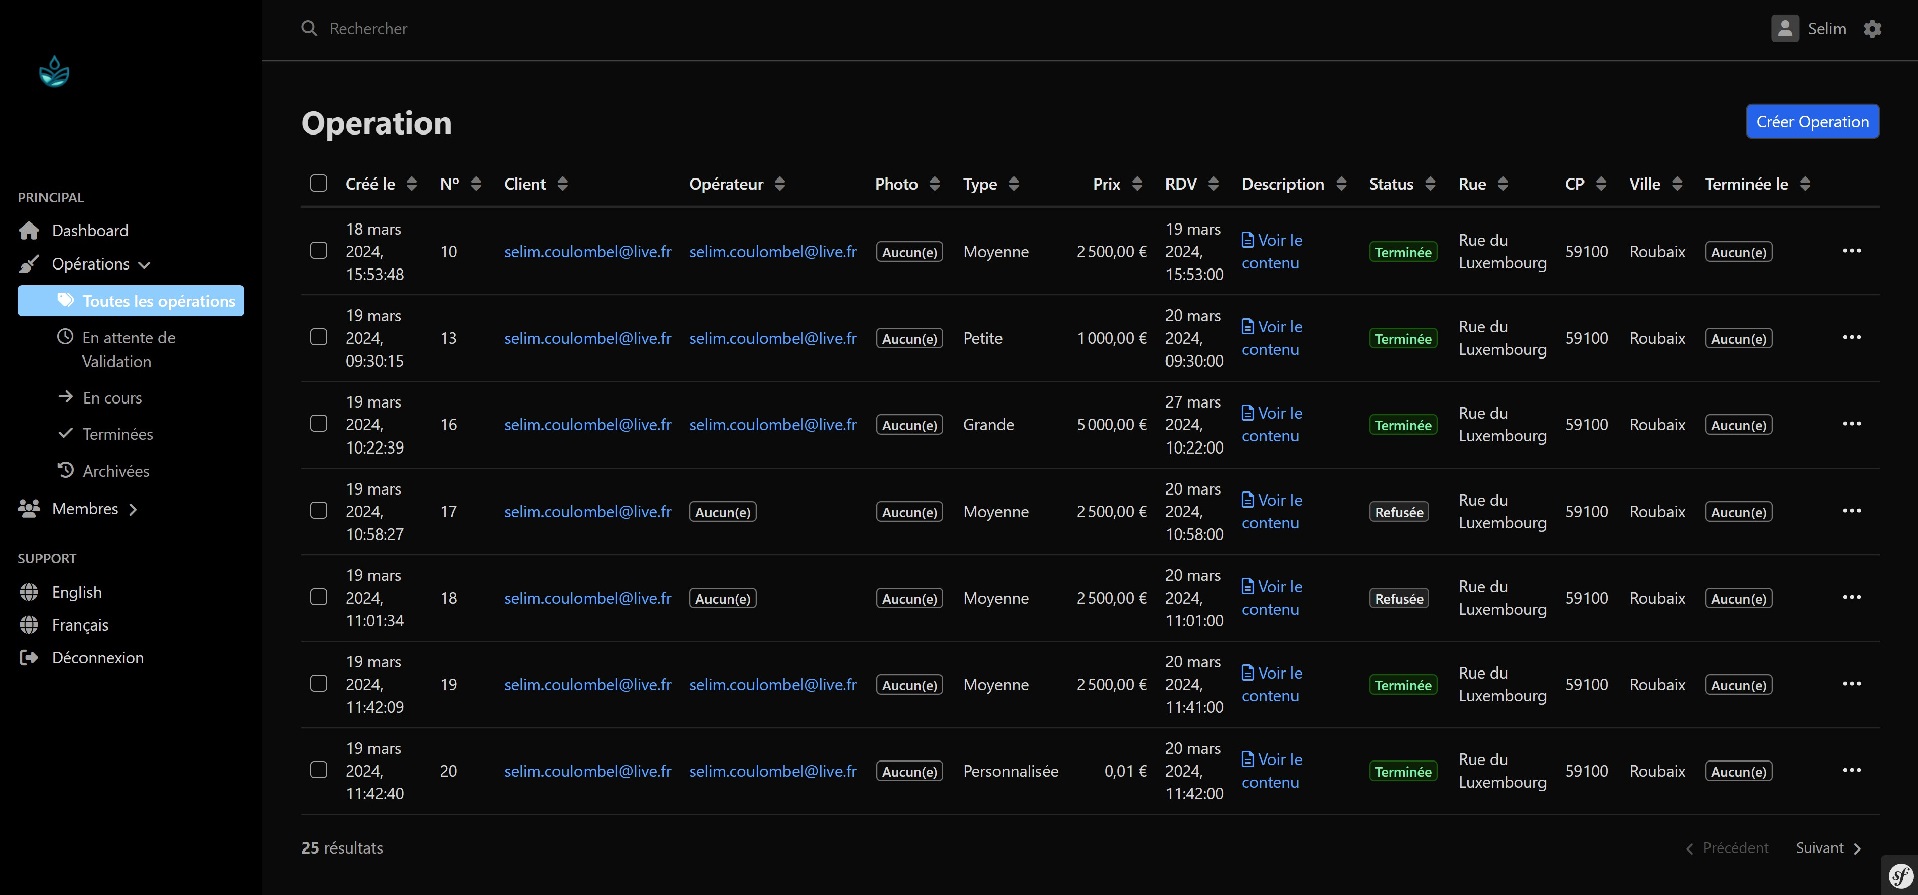 Rechercher
Selim
Operation
Créer Operation
PRINCIPAL
Dashboard
Opérations
Toutes les opérations
En attente de
Validation
En cours
Terminées
Archivées
Membres
SUPPORT
English
Français
Déconnexion
Créé le Nº Client Opérateur Photo Type Prix RDV Description Status Rue CP Ville Terminée le
18 mars 19 mars Voir le Rue du
2024, 10 selim.coulombel@live.fr selim.coulombel@live.fr Aucun(e) Moyenne 2 500,00 € 2024, Terminée 59100 Roubaix Aucun(e) ...
15:53:48 15:53:00 contenu Luxembourg
19 mars 20 mars Voir le Rue du
2024, 13 selim.coulombel@live.fr selim.coulombel@live.fr Aucun(e) Petite 1 000,00 € 2024, Terminée 59100 Roubaix Aucun(e) ...
09:30:15 09:30:00 contenu Luxembourg
19 mars 27 mars Voir le Rue du
2024, 16 selim.coulombel@live.fr selim.coulombel@live.fr Aucun(e) Grande 5 000,00 € 2024, Terminée 59100 Roubaix Aucun(e) ...
10:22:39 10:22:00 contenu Luxembourg
19 mars 20 mars Voir le Rue du
2024, 17 selim.coulombel@live.fr Aucun(e) Aucun(e) Moyenne 2 500,00 € 2024, Refusée 59100 Roubaix Aucun(e) ...
10:58:27 10:58:00 contenu Luxembourg
19 mars 20 mars Voir le Rue du
2024, 18 selim.coulombel@live.fr Aucun(e) Aucun(e) Moyenne 2 500,00 € 2024, Refusée 59100 Roubaix Aucun(e) ...
11:01:34 11:01:00 contenu Luxembourg
19 mars 20 mars Voir le Rue du
2024, 19 selim.coulombel@live.fr selim.coulombel@live.fr Aucun(e) Moyenne 2 500,00 € 2024, Terminée 59100 Roubaix Aucun(e) ...
11:42:09 11:41:00 contenu Luxembourg
19 mars 20 mars Voir le Rue du
2024, 20 selim.coulombel@live.fr selim.coulombel@live.fr Aucun(e) Personnalisée 0,01 € 2024, Terminée 59100 Roubaix Aucun(e) ...
11:42:40 11:42:00 contenu Luxembourg
25 résultats
Précédent Suivant
sf